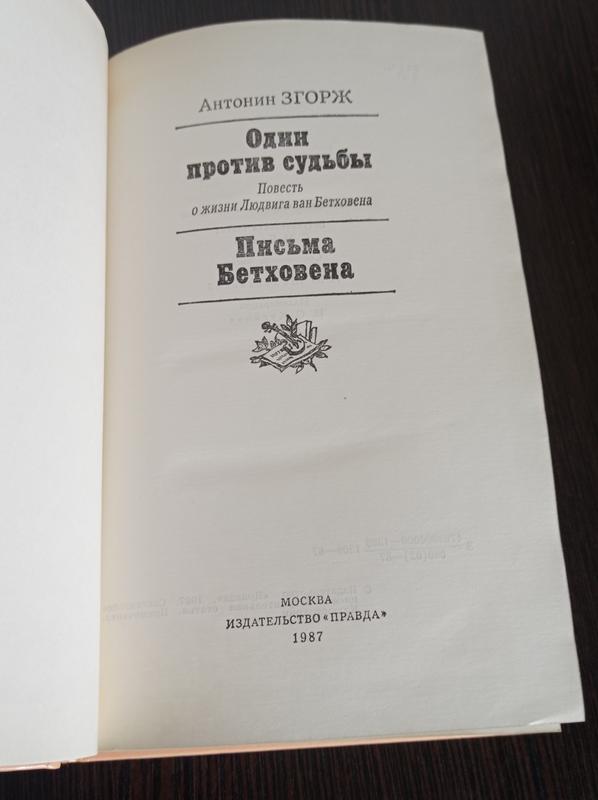 Антонин ЗГОРЖ
Один
против судьбы
Повесть
о жизни Людвига ван Бетховена
Письма
Бетховена
МОСКВА
ИЗДАТЕЛЬСТВО «ПРАВДА»
1987